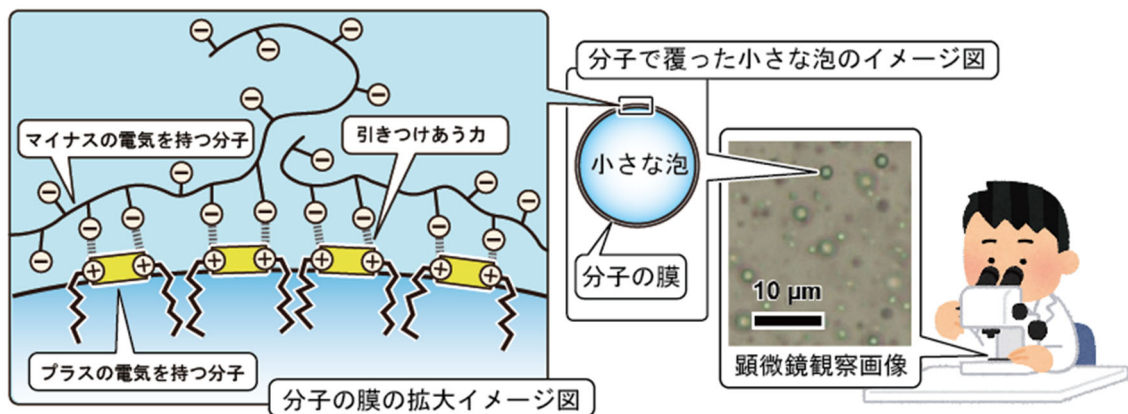 マイナスの電気を持つ分子
引きつけあう力
プラスの電気を持つ分子
分子の膜の拡大イメージ図
分子で覆った小さな泡のイメージ図
小さな泡
分子の膜
10 µm
顕微鏡観察画像